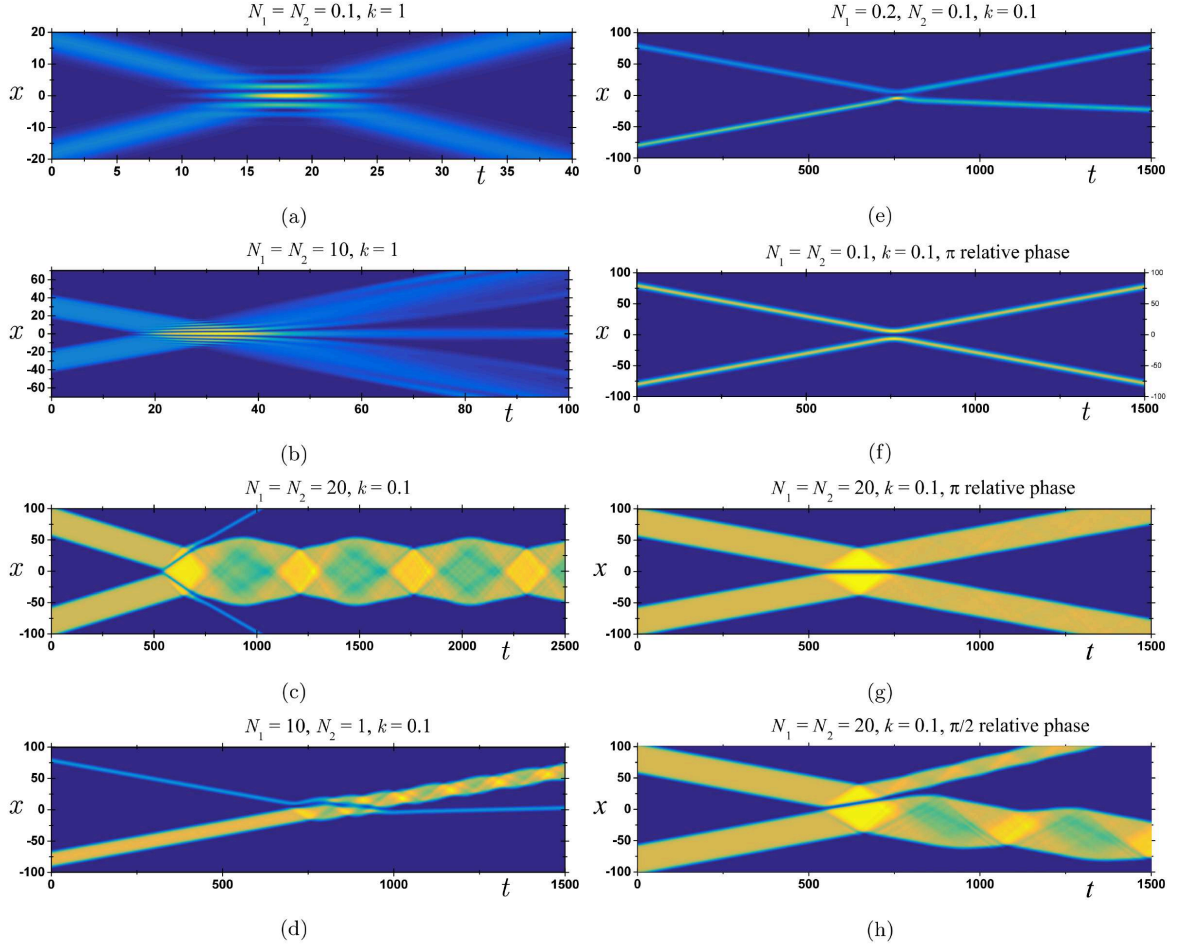 N₁ = N₂ = 0.1, k = 1
20
10
0
-10
-20
x
0 5 10 15 20 25 30 35 40
t
(a)
N₁ = N₂ = 10, k = 1
60
40
20
0
-20
-40
-60
x
0 20 40 60 80 100
t
(b)
N₁ = N₂ = 20, k = 0.1
100
50
0
-50
-100
x
0 500 1000 1500 2000 2500
t
(c)
N₁ = 10, N₂ = 1, k = 0.1
100
50
0
-50
-100
x
0 500 1000 1500
t
(d)
N₁ = 0.2, N₂ = 0.1, k = 0.1
100
50
0
-50
-100
x
0 500 1000 1500
t
(e)
N₁ = N₂ = 0.1, k = 0.1, π relative phase
100
50
0
-50
-100
x
100
50
0
-50
-100
0 500 1000 1500
t
(f)
N₁ = N₂ = 20, k = 0.1, π relative phase
100
50
0
-50
-100
x
0 500 1000 1500
t
(g)
N₁ = N₂ = 20, k = 0.1, π/2 relative phase
100
50
0
-50
-100
x
0 500 1000 1500
t
(h)